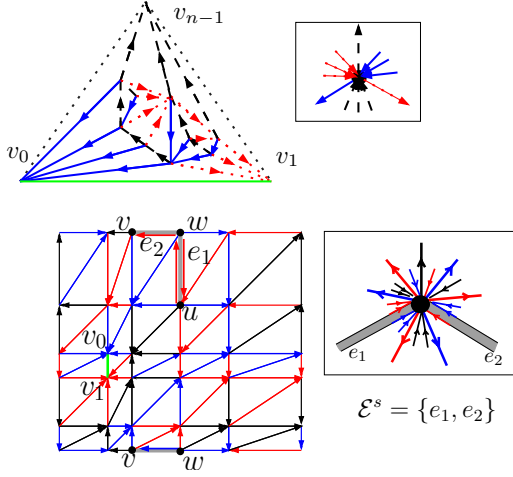 v_{n-1}
v_0
v_1
v
w
e_2
e_1
u
v_0
v_1
v
w
e_1
e_2
\mathcal{E}^s = \{e_1, e_2\}